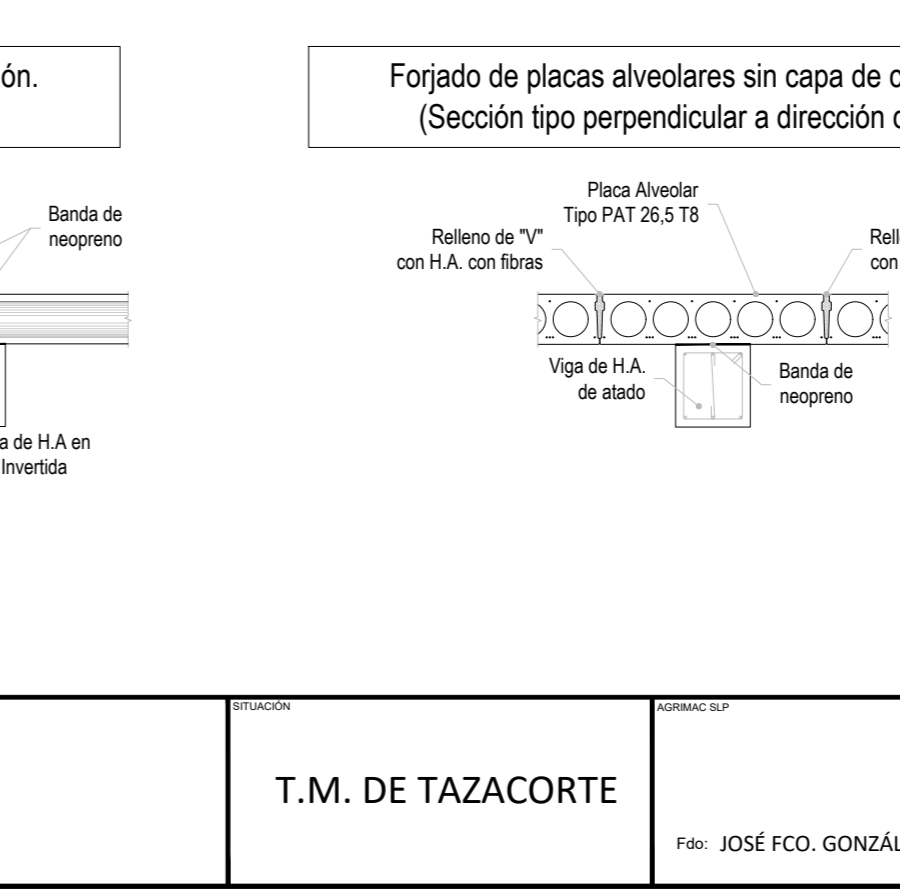 ón.
Forjado de placas alveolares sin capa de c
(Sección tipo perpendicular a dirección
Banda de
neopreno
Placa Alveolar
Tipo PAT 26,5 T8
Relleno de "V"
con H.A. con fibras
Rell
con
Viga de H.A.
de atado
Banda de
neopreno
a de H.A en
Invertida
SITUACIÓN
T.M. DE TAZACORTE
AGRIMAC SLP
Fdo: JOSÉ FCO. GONZÁL